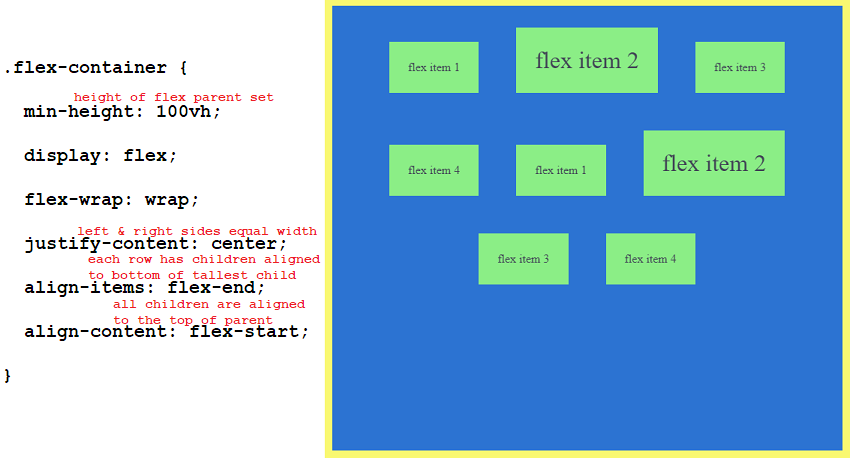 .flex-container {
height of flex parent set
min-height: 100vh;
display: flex;
flex-wrap: wrap;
left & right sides equal width
justify-content: center;
each row has children aligned
to bottom of tallest child
align-items: flex-end;
all children are aligned
to the top of parent
align-content: flex-start;
}
flex item 1
flex item 2
flex item 3
flex item 4
flex item 1
flex item 2
flex item 3
flex item 4